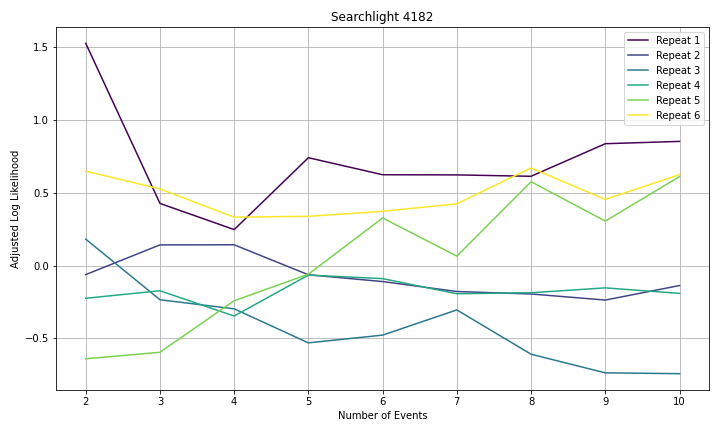 Searchlight 4182
1.5
1.0
0.5
0.0
−0.5
Adjusted Log Likelihood
2 3 4 5 6 7 8 9 10
Number of Events
Repeat 1
Repeat 2
Repeat 3
Repeat 4
Repeat 5
Repeat 6